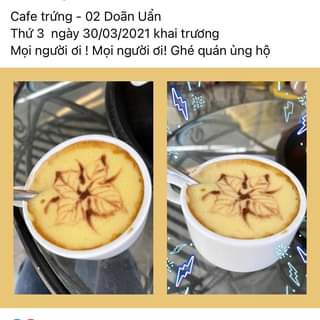 Cafe trứng - 02 Doãn Uẩn
Thứ 3  ngày 30/03/2021 khai trương
Mọi người ơi ! Mọi người ơi! Ghé quán ủng hộ